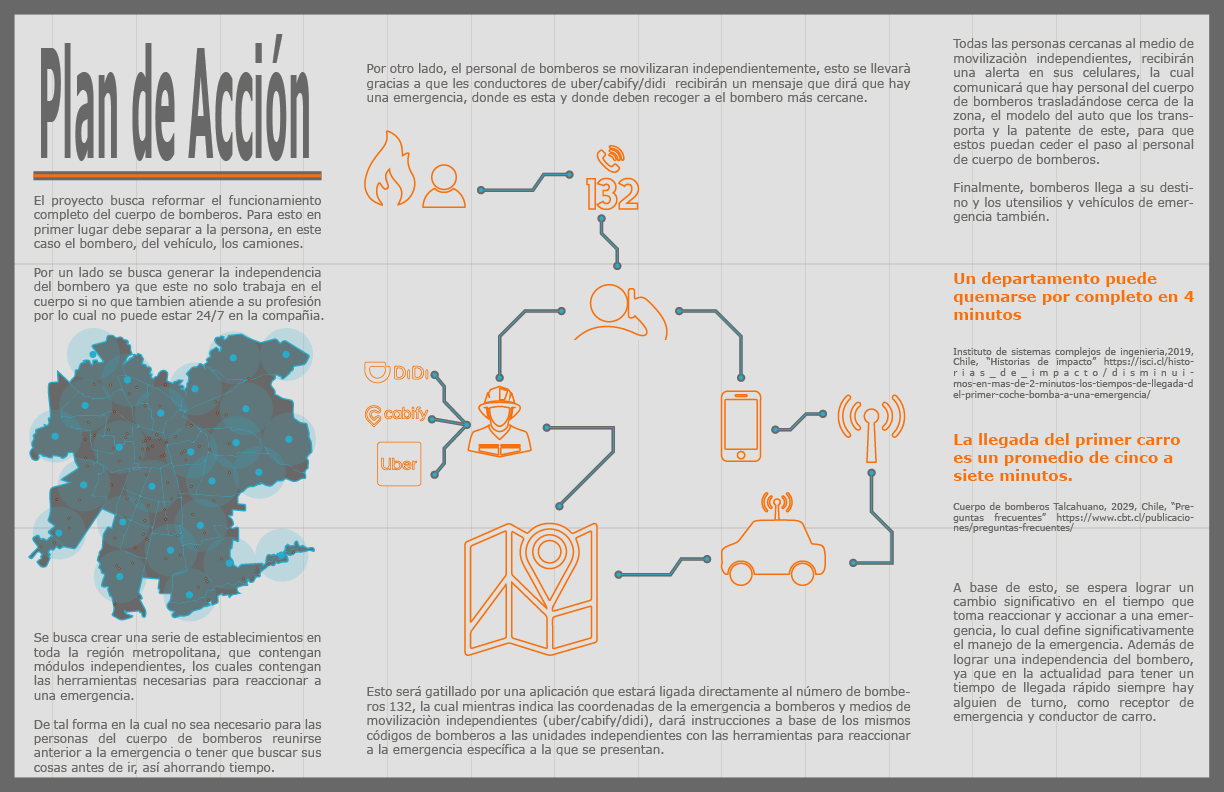 Plan de Acción
El proyecto busca reformar el funcionamiento
completo del cuerpo de bomberos. Para esto en
primer lugar debe separar a la persona, en este
caso el bombero, del vehículo, los camiones.
Por un lado se busca generar la independencia
del bombero ya que este no solo trabaja en el
cuerpo si no que tambien atiende a su profesión
por lo cual no puede estar 24/7 en la compañia.
Se busca crear una serie de establecimientos en
toda la región metropolitana, que contengan
módulos independientes, los cuales contengan
las herramientas necesarias para reaccionar a
una emergencia.
De tal forma en la cual no sea necesario para las
personas del cuerpo de bomberos reunirse
anterior a la emergencia o tener que buscar sus
cosas antes de ir, así ahorrando tiempo.
Por otro lado, el personal de bomberos se movilizaran independientemente, esto se llevarà
gracias a que les conductores de uber/cabify/didi recibirán un mensaje que dirá que hay
una emergencia, donde es esta y donde deben recoger a el bombero más cercane.
132
DiDi
cabify
Uber
Esto será gatillado por una aplicación que estará ligada directamente al número de bombe-
ros 132, la cual mientras indica las coordenadas de la emergencia a bomberos y medios de
movilizaciòn independientes (uber/cabify/didi), dará instrucciones a base de los mismos
códigos de bomberos a las unidades independientes con las herramientas para reaccionar
a la emergencia específica a la que se presentan.
Todas las personas cercanas al medio de
movilizaciòn independientes, recibirán
una alerta en sus celulares, la cual
comunicará que hay personal del cuerpo
de bomberos trasladándose cerca de la
zona, el modelo del auto que los trans-
porta y la patente de este, para que
estos puedan ceder el paso al personal
de cuerpo de bomberos.
Finalmente, bomberos llega a su desti-
no y los utensilios y vehículos de emer-
gencia también.
Un departamento puede
quemarse por completo en 4
minutos
Instituto de sistemas complejos de ingenieria,2019,
Chile, “Historias de impacto” https://isci.cl/histo-
rias_de_impacto/disminui-
mos-en-mas-de-2-minutos-los-tiempos-de-llegada-d
el-primer-coche-bomba-a-una-emergencia/
La llegada del primer carro
es un promedio de cinco a
siete minutos.
Cuerpo de bomberos Talcahuano, 2029, Chile, “Pre-
guntas frecuentes” https://www.cbt.cl/publicacio-
nes/preguntas-frecuentes/
A base de esto, se espera lograr un
cambio significativo en el tiempo que
toma reaccionar y accionar a una emer-
gencia, lo cual define significativamente
el manejo de la emergencia. Además de
lograr una independencia del bombero,
ya que en la actualidad para tener un
tiempo de llegada rápido siempre hay
alguien de turno, como receptor de
emergencia y conductor de carro.